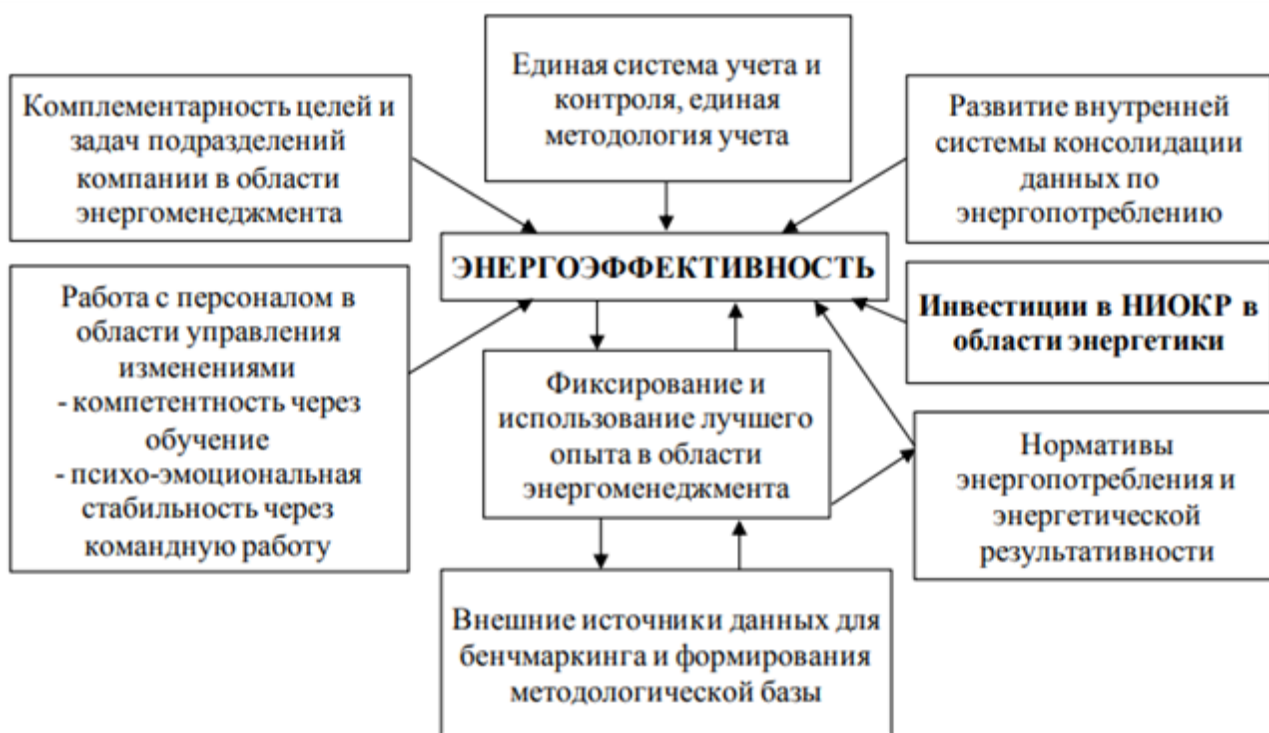 Единая система учета и
контроля, единая
методология учета
Комплементарность целей и
задач подразделений
компании в области
энергоменеджмента
Развитие внутренней
системы консолидации
данных по
энергопотреблению
ЭНЕРГОЭФФЕКТИВНОСТЬ
Работа с персоналом в
области управления
изменениями
- компетентность через
обучение
- психо-эмоциональная
стабильность через
командную работу
Инвестиции в НИОКР в
области энергетики
Фиксирование и
использование лучшего
опыта в области
энергоменеджмента
Нормативы
энергопотребления и
энергетической
результативности
Внешние источники данных для
бенчмаркинга и формирования
методологической базы